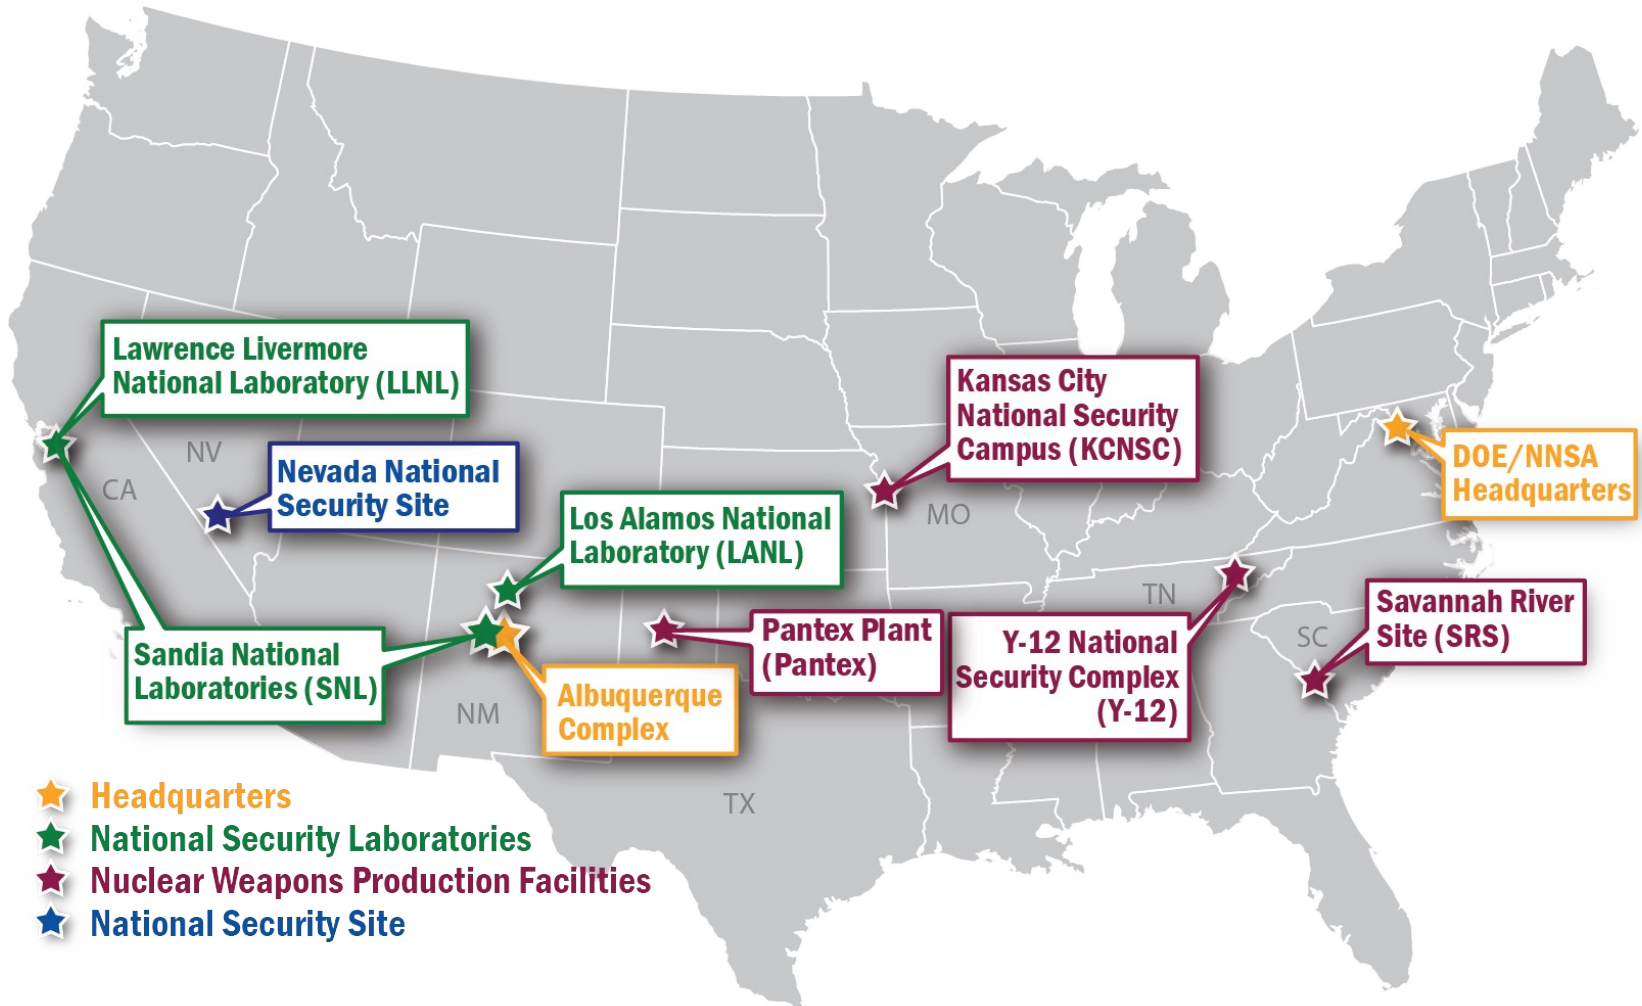 Lawrence Livermore
National Laboratory (LLNL)
NV
CA
Nevada National
Security Site
Los Alamos National
Laboratory (LANL)
Kansas City
National Security
Campus (KCNSC)
MO
DOE/NNSA
Headquarters
TN
Savannah River
Site (SRS)
SC
Sandia National
Laboratories (SNL)
Pantex Plant
(Pantex)
Y-12 National
Security Complex
(Y-12)
NM
Albuquerque
Complex
TX
Headquarters
National Security Laboratories
Nuclear Weapons Production Facilities
National Security Site